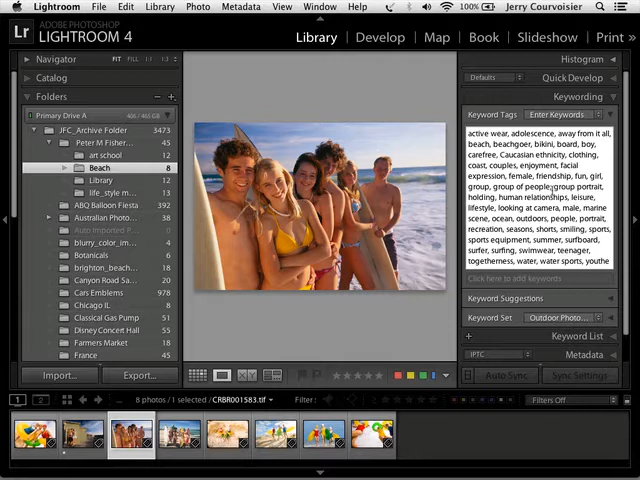 Lightroom File Edit Library Photo Metadata View Window Help 100% Jerry Courvoisier
Lr ADOBE PHOTOSHOP
LIGHTROOM 4
Library | Develop | Map | Book | Slideshow | Print »
Navigator FIT FILL 1:1 1:3
Catalog
Folders
Primary Drive A
JFC_Archive Folder 3473
Peter M Fisher... 45
art school 12
Beach 8
Library 12
life_style m... 13
ABQ Balloon Fiesta 392
Australian Photo... 38
Auto Imported P... 0
blurry_color_im... 4
Botanicals 6
brighton_beach... 18
Canyon Road Sa... 20
Cars Emblems 978
Chicago IL 8
Classical Gas Pump 51
Disney Concert Hall 55
Farmers Market 18
France 45
Import... Export...
Histogram
Defaults Quick Develop
Keywording
Keyword Tags Enter Keywords
active wear, adolescence, away from it all,
beach, beachgoer, bikini, board, boy,
carefree, Caucasian ethnicity, clothing,
coast, couples, enjoyment, facial
expression, female, friendship, fun, girl,
group, group of people, group portrait,
holding, human relationships, leisure,
lifestyle, looking at camera, male, marine
scene, ocean, outdoors, people, portrait,
recreation, seasons, shorts, smiling, sports,
sports equipment, summer, surfboard,
surfer, surfing, swimwear, teenager,
togetherness, water, water sports, youthe
Click here to add keywords
Keyword Suggestions
Keyword Set Outdoor Photo...
Keyword List
IPTC Metadata
Auto Sync Sync Settings
1 2 8 photos / 1 selected / CRBR001583.tif Filter : Filters Off